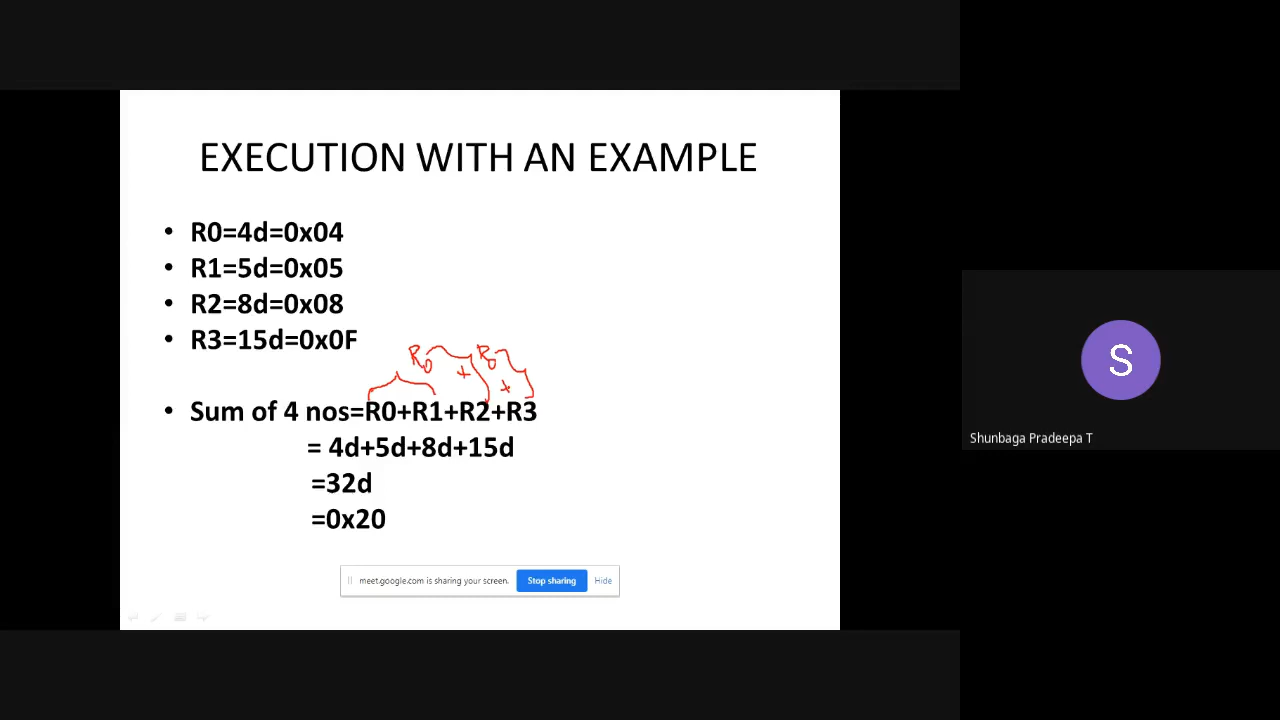 EXECUTION WITH AN EXAMPLE
• R0=4d=0x04
• R1=5d=0x05
• R2=8d=0x08
• R3=15d=0x0F
R0 + R0 +
• Sum of 4 nos=R0+R1+R2+R3
= 4d+5d+8d+15d
=32d
=0x20
meet.google.com is sharing your screen. Stop sharing Hide
S
Shunbaga Pradeepa T